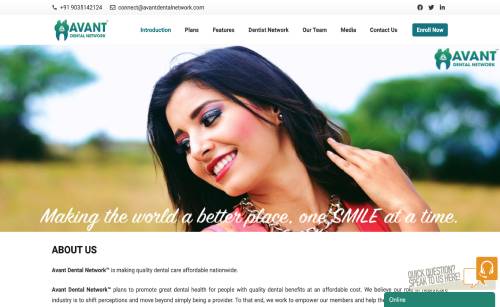 +91 9035142124 connect@avantdentalnetwork.com
AVANT
DENTAL NETWORK
Introduction Plans Features Dentist Network Our Team Media Contact Us Enroll Now
AVANT
DENTAL NETWORK
Making the world a better place, one SMILE at a time.
ABOUT US
Avant Dental Network™ is making quality dental care affordable nationwide.
Avant Dental Network™ plans to promote great dental health for people with quality dental benefits at an affordable cost. We believe our role in
industry is to shift perceptions and move beyond simply being a provider. To that end, we work to empower our members and help the
QUICK QUESTION?
SPEAK TO US HERE!
Online